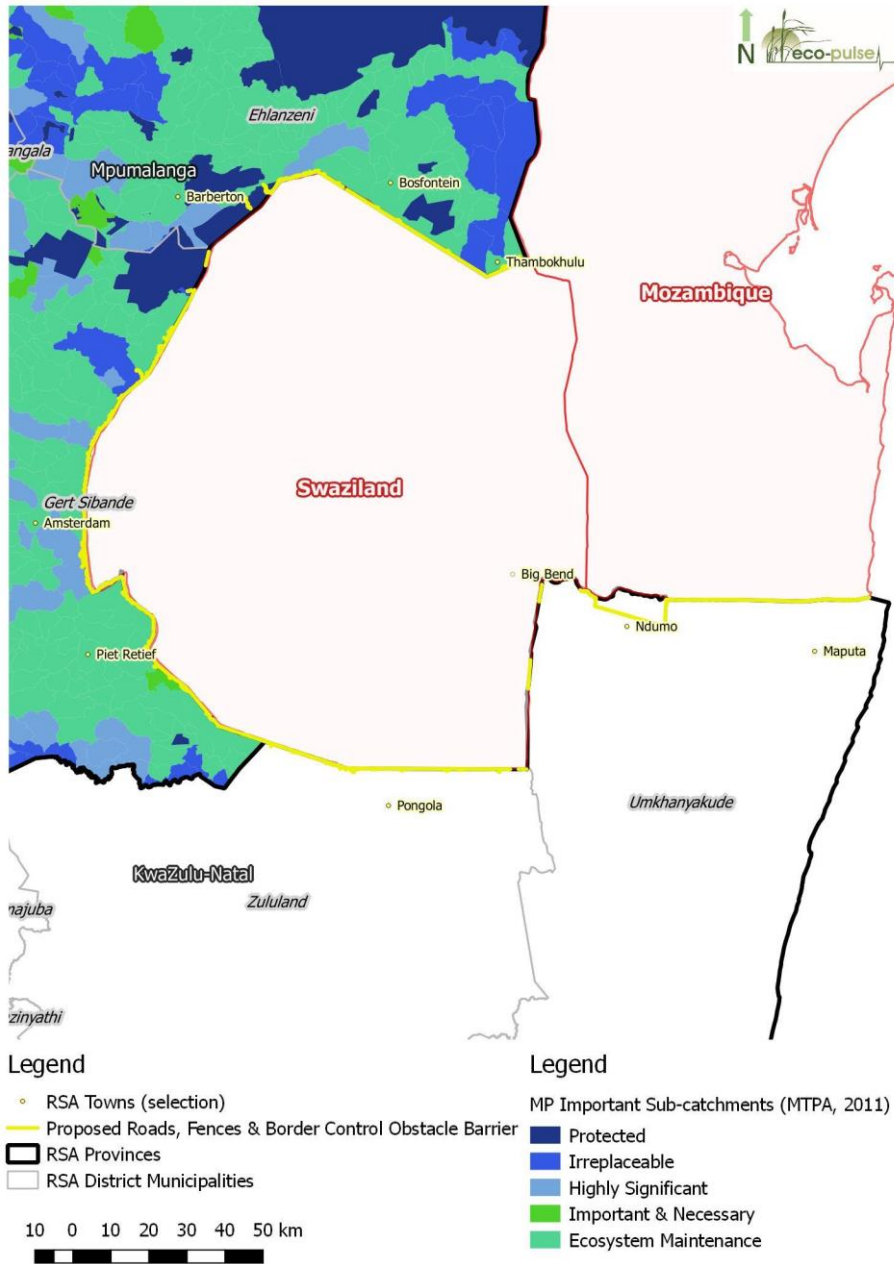 N
eco-pulse
Ehlanzeni
angala
Mpumalanga
Bosfontein
Barberton
Thambokhulu
Mozambique
Swaziland
Gert Sibande
Amsterdam
Big Bend
Ndumo
Piet Retief
Maputa
Pongola
Umkhanyakude
KwaZulu-Natal
Zululand
najuba
zinyathi
Legend
RSA Towns (selection)
Proposed Roads, Fences & Border Control Obstacle Barrier
RSA Provinces
RSA District Municipalities
10 0 10 20 30 40 50 km
Legend
MP Important Sub-catchments (MTPA, 2011)
Protected
Irreplaceable
Highly Significant
Important & Necessary
Ecosystem Maintenance